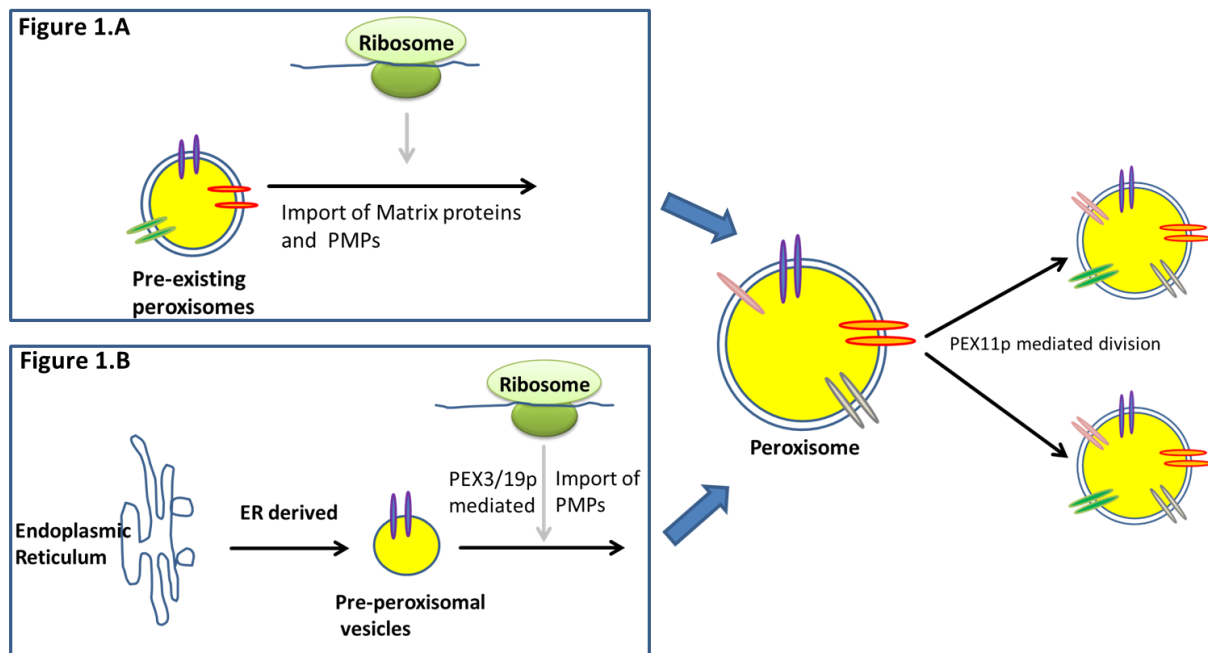 Figure 1.A
Ribosome
Import of Matrix proteins
and PMPs
Pre-existing
peroxisomes
Figure 1.B
Ribosome
PEX3/19p
mediated
Import of
PMPs
Endoplasmic
Reticulum
ER derived
Pre-peroxisomal
vesicles
Peroxisome
PEX11p mediated division